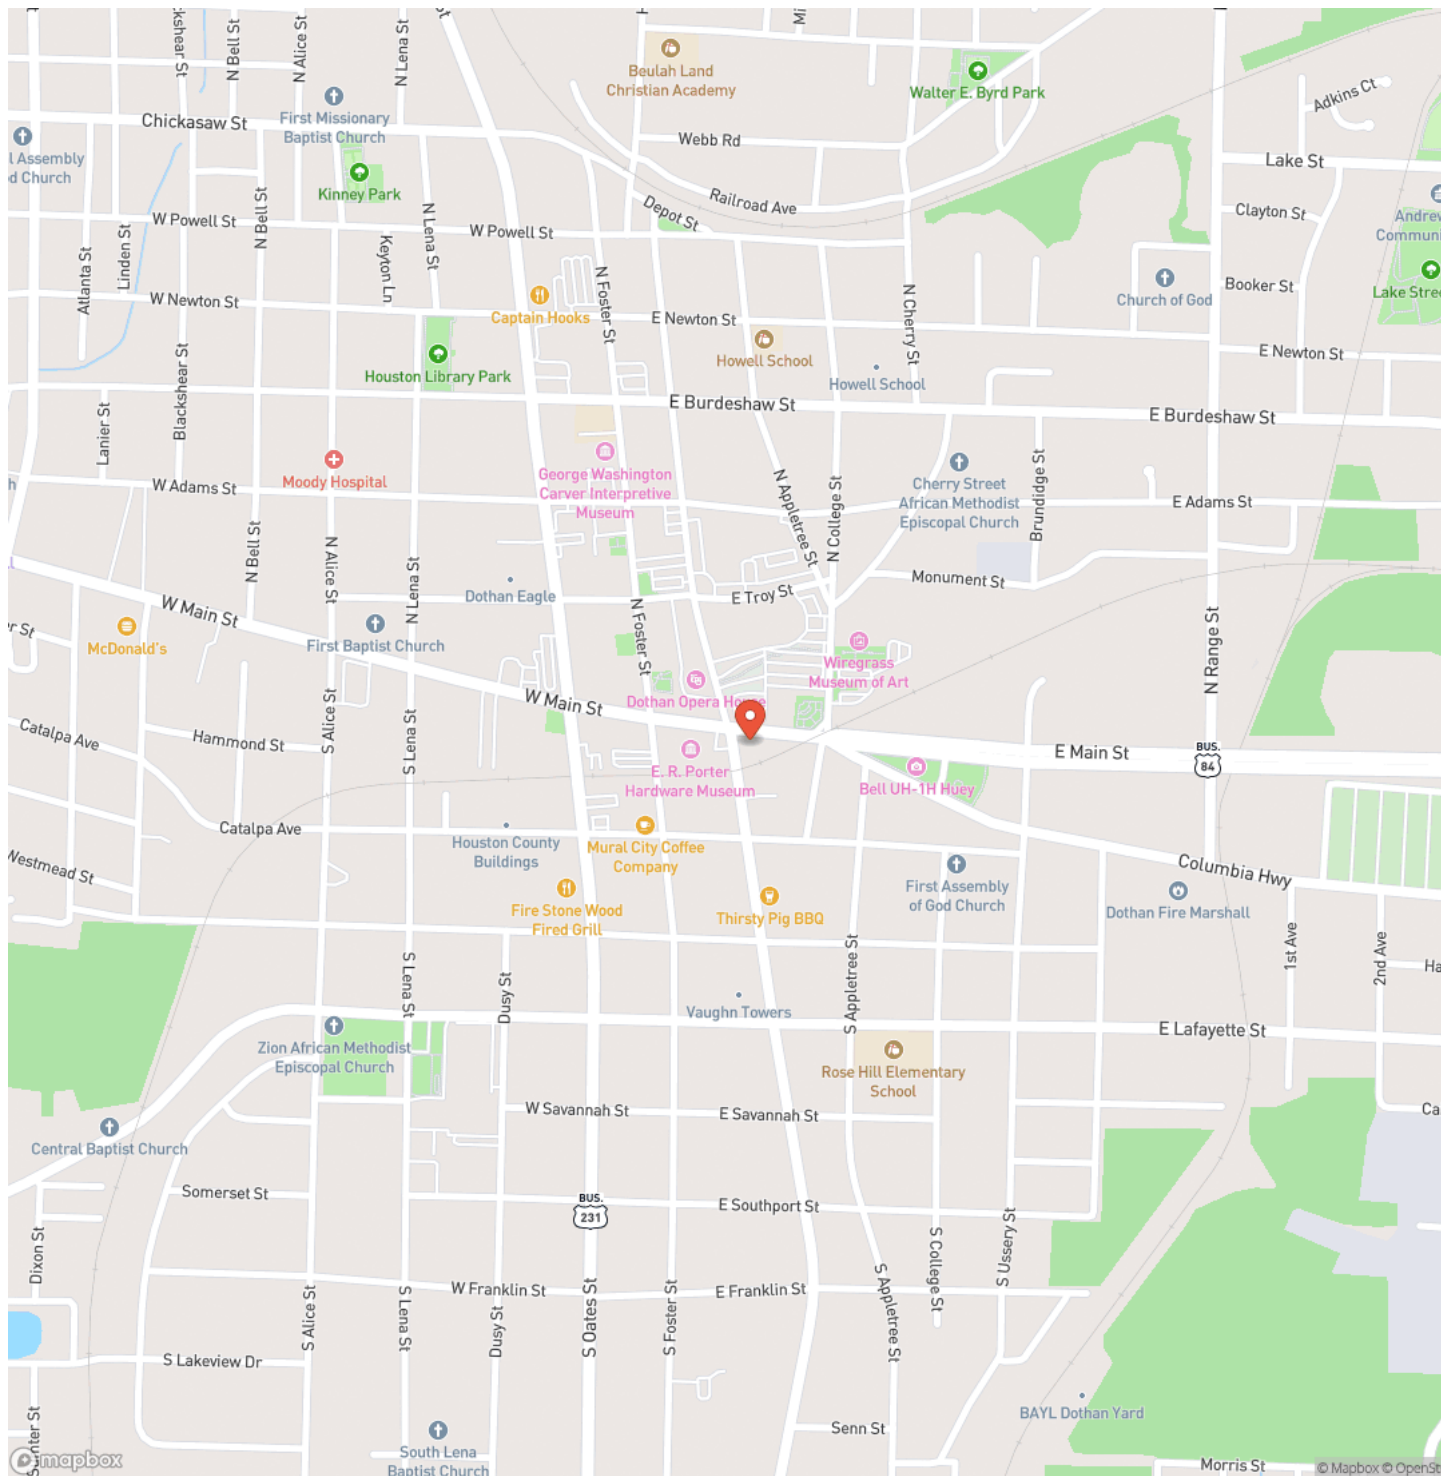 St
N Bell St
N Alice St
N Lena St
Beulah Land
Christian Academy
Walter E. Byrd Park
Adkins Ct
Chickasaw St
First Missionary
Baptist Church
Webb Rd
Lake St
l Assembly
d Church
Kinney Park
Railroad Ave
Depot St
Clayton St
Andrew
Communi
W Powell St
N Bell St
N Lena St
W Powell St
Linden St
Atlanta St
Keyton Ln
N Foster St
Church of God
Booker St
Lake Stree
W Newton St
Captain Hooks
E Newton St
N Cherry St
Howell School
E Newton St
Houston Library Park
Howell School
Blackshear St
E Burdeshaw St
E Burdeshaw St
Lanier St
George Washington
Carver Interpretive
Museum
Moody Hospital
W Adams St
N Appletree St
N College St
Cherry Street
African Methodist
Episcopal Church
Brundidge St
E Adams St
N Bell St
N Alice St
N Lena St
Dothan Eagle
E Troy St
Monument St
W Main St
N Foster St
McDonald's
First Baptist Church
Wiregrass
Museum of Art
N Range St
Dothan Opera House
W Main St
Catalpa Ave
Hammond St
S Alice St
S Lena St
E. R. Porter
Hardware Museum
E Main St
BUS.
84
Bell UH-1H Huey
Catalpa Ave
Houston County
Buildings
Mural City Coffee
Company
Westmead St
Columbia Hwy
First Assembly
of God Church
Dothan Fire Marshall
Fire Stone Wood
Fired Grill
Thirsty Pig BBQ
S Lena St
Dusy St
S Appletree St
1st Ave
2nd Ave
Ha
Vaughn Towers
E Lafayette St
Zion African Methodist
Episcopal Church
Rose Hill Elementary
School
W Savannah St
E Savannah St
Ca
Central Baptist Church
Somerset St
BUS.
231
E Southport St
Dixon St
S College St
S Ussery St
W Franklin St
E Franklin St
S Alice St
S Lena St
Dusy St
S Oates St
S Foster St
S Appletree St
S Lakeview Dr
BAYL Dothan Yard
Senn St
South Lena
Baptist Church
Morris St
mapbox
© Mapbox © OpenSt